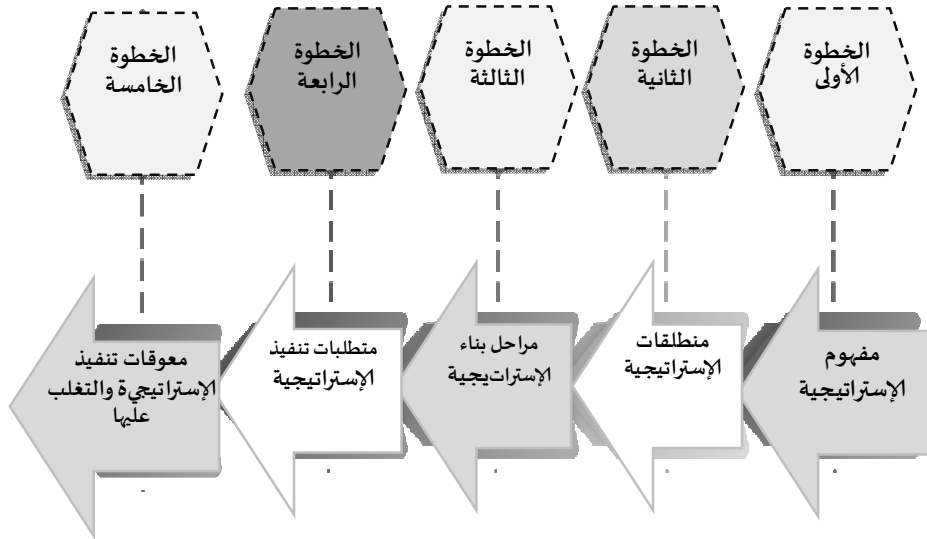 الخطوة
الأولى
الخطوة
الثانية
الخطوة
الثالثة
الخطوة
الرابعة
الخطوة
الخامسة
مفهوم
الإستراتيجية
منطلقات
الإستراتيجية
مراحل بناء
الإستراتيجية
متطلبات تنفيذ
الإستراتيجية
معوقات تنفيذ
الإستراتيجية والتغلب
عليها